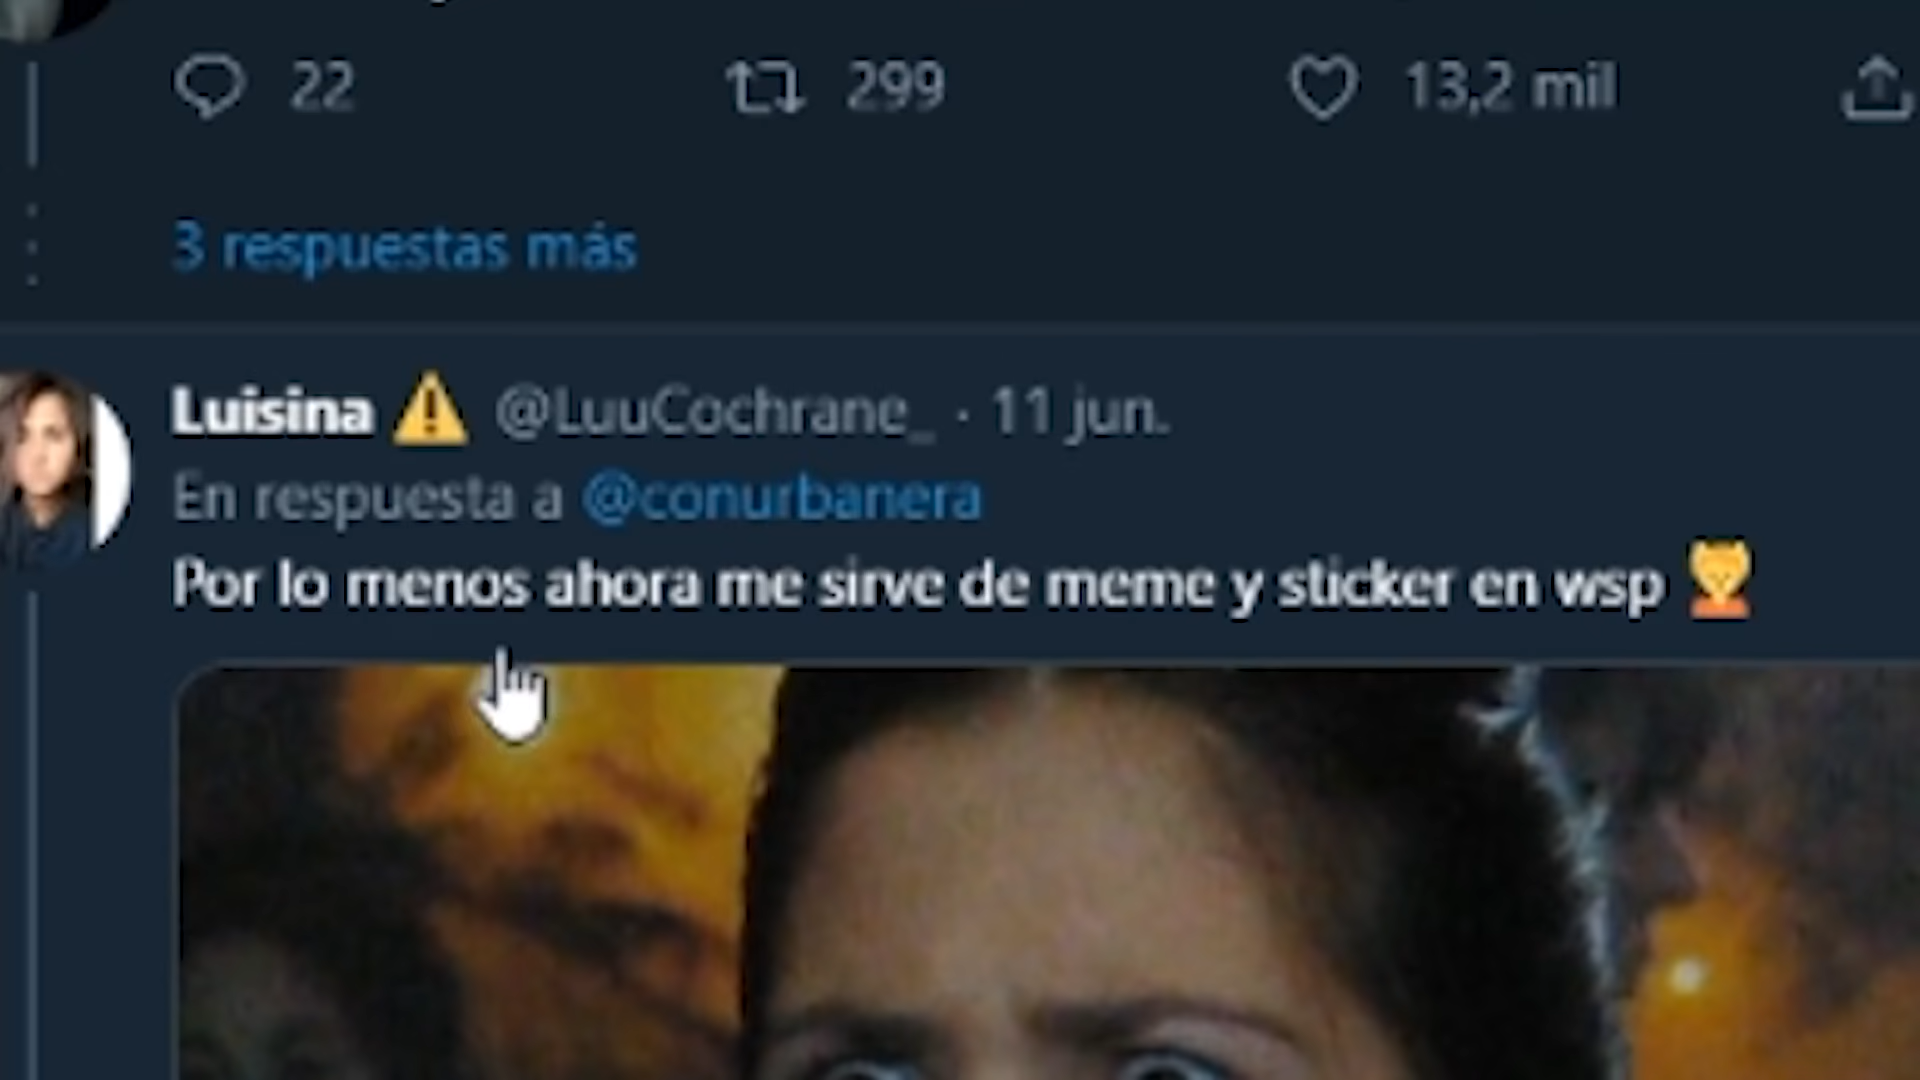 22 299 13,2 mil
3 respuestas más
Luisina ⚠️ @LuuCochrane_ · 11 jun.
En respuesta a @conurbanera
Por lo menos ahora me sirve de meme y sticker en wsp